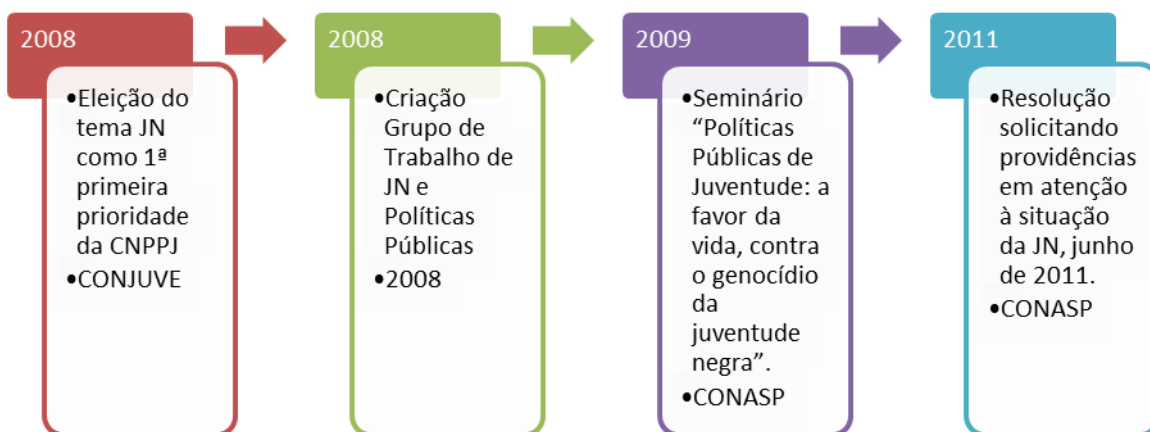 2008
•Eleição do
tema JN
como 1ª
primeira
prioridade
da CNPPJ
•CONJUVE
2008
•Criação
Grupo de
Trabalho de
JN e
Políticas
Públicas
•2008
2009
•Seminário
“Políticas
Públicas de
Juventude: a
favor da
vida, contra
o genocídio
da
juventude
negra”.
•CONASP
2011
•Resolução
solicitando
providências
em atenção
à situação
da JN, junho
de 2011.
•CONASP